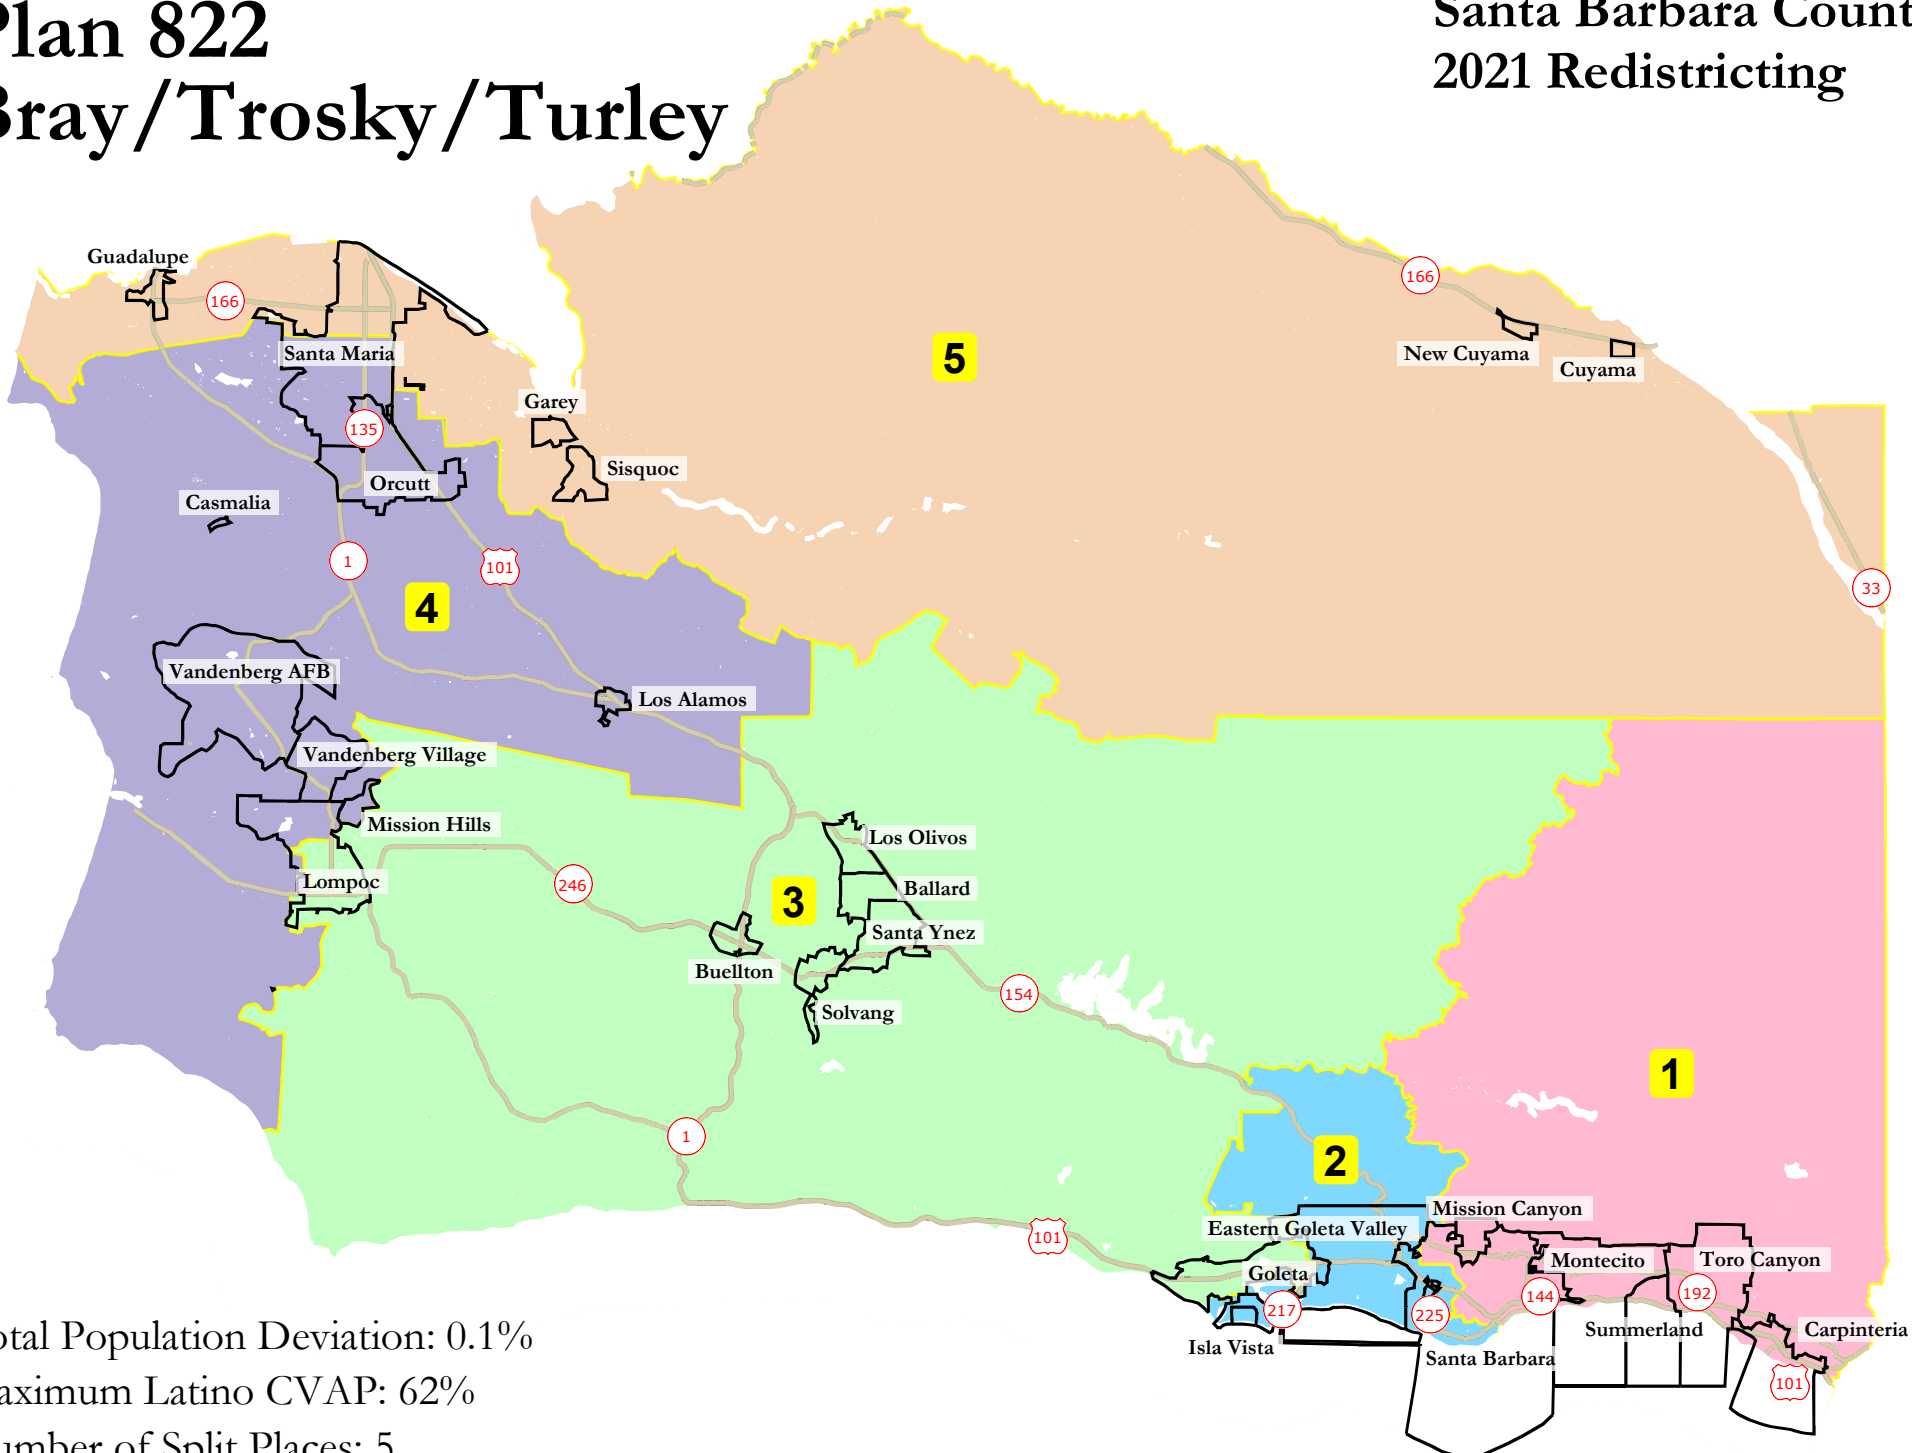 Plan 822
Bray/Trosky/Turley
Santa Barbara Count
2021 Redistricting
Guadalupe
166
Santa Maria
135
Orcutt
Casmalia
1
101
4
Garey
Sisquoc
5
166
New Cuyama
Cuyama
33
Vandenberg AFB
Los Alamos
Vandenberg Village
Mission Hills
Lompoc
246
3
Los Olivos
Ballard
Santa Ynez
Buellton
Solvang
154
1
101
1
2
Mission Canyon
Eastern Goleta Valley
Goleta
Montecito
Toro Canyon
217
225
144
192
Isla Vista
Santa Barbara
Summerland
Carpinteria
101
otal Population Deviation: 0.1%
aximum Latino CVAP: 62%
umber of Split Places: 5